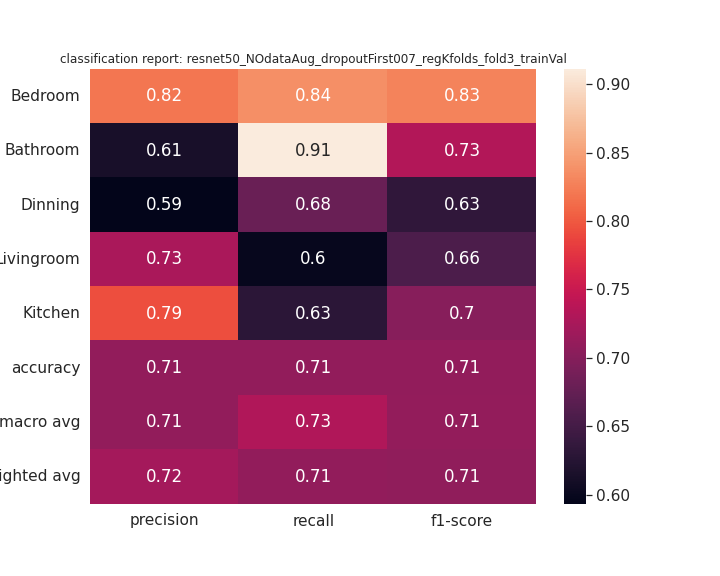 classification report: resnet50_NOdataAug_dropoutFirst007_regKfolds_fold3_trainVal
Bedroom 0.82 0.84 0.83
Bathroom 0.61 0.91 0.73
Dinning 0.59 0.68 0.63
Livingroom 0.73 0.6 0.66
Kitchen 0.79 0.63 0.7
accuracy 0.71 0.71 0.71
macro avg 0.71 0.73 0.71
ighted avg 0.72 0.71 0.71
precision recall f1-score
0.90
0.85
0.80
0.75
0.70
0.65
0.60